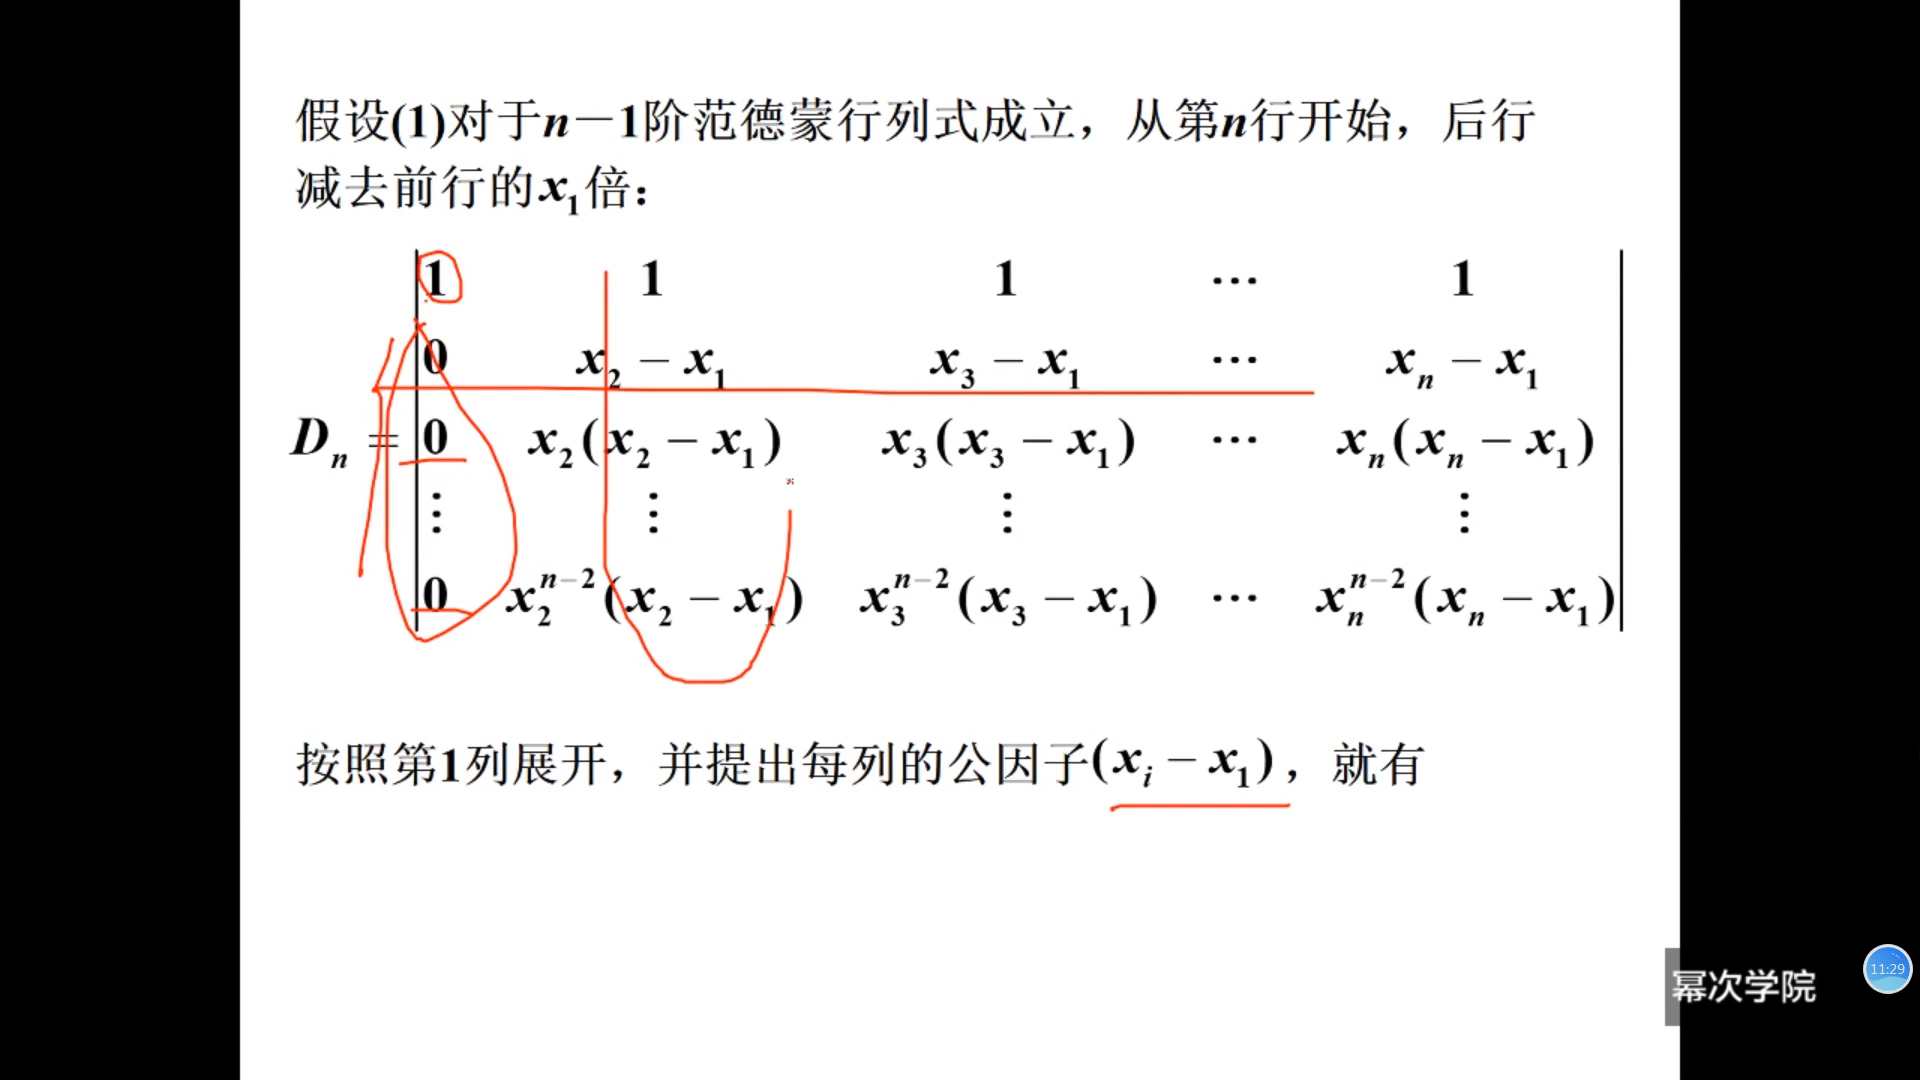 假设(1)对于n－1阶范德蒙行列式成立，从第n行开始，后行
减去前行的x₁倍：
1 1 1 ⋯ 1
0 x₂ − x₁ x₃ − x₁ ⋯ xₙ − x₁
Dₙ = 0 x₂(x₂ − x₁) x₃(x₃ − x₁) ⋯ xₙ(xₙ − x₁)
⋮ ⋮ ⋮ ⋮
0 x₂ⁿ⁻²(x₂ − x₁) x₃ⁿ⁻²(x₃ − x₁) ⋯ xₙⁿ⁻²(xₙ − x₁)
按照第1列展开，并提出每列的公因子(xᵢ − x₁)，就有
幂次学院
11:29